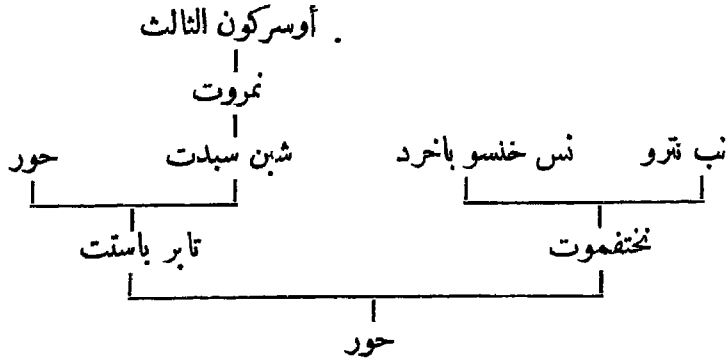 أوسركون الثالث .
نمروت
نب نترو نس خنسو باخرد شبن سبدت حور
نختفموت تابر باستت
حور